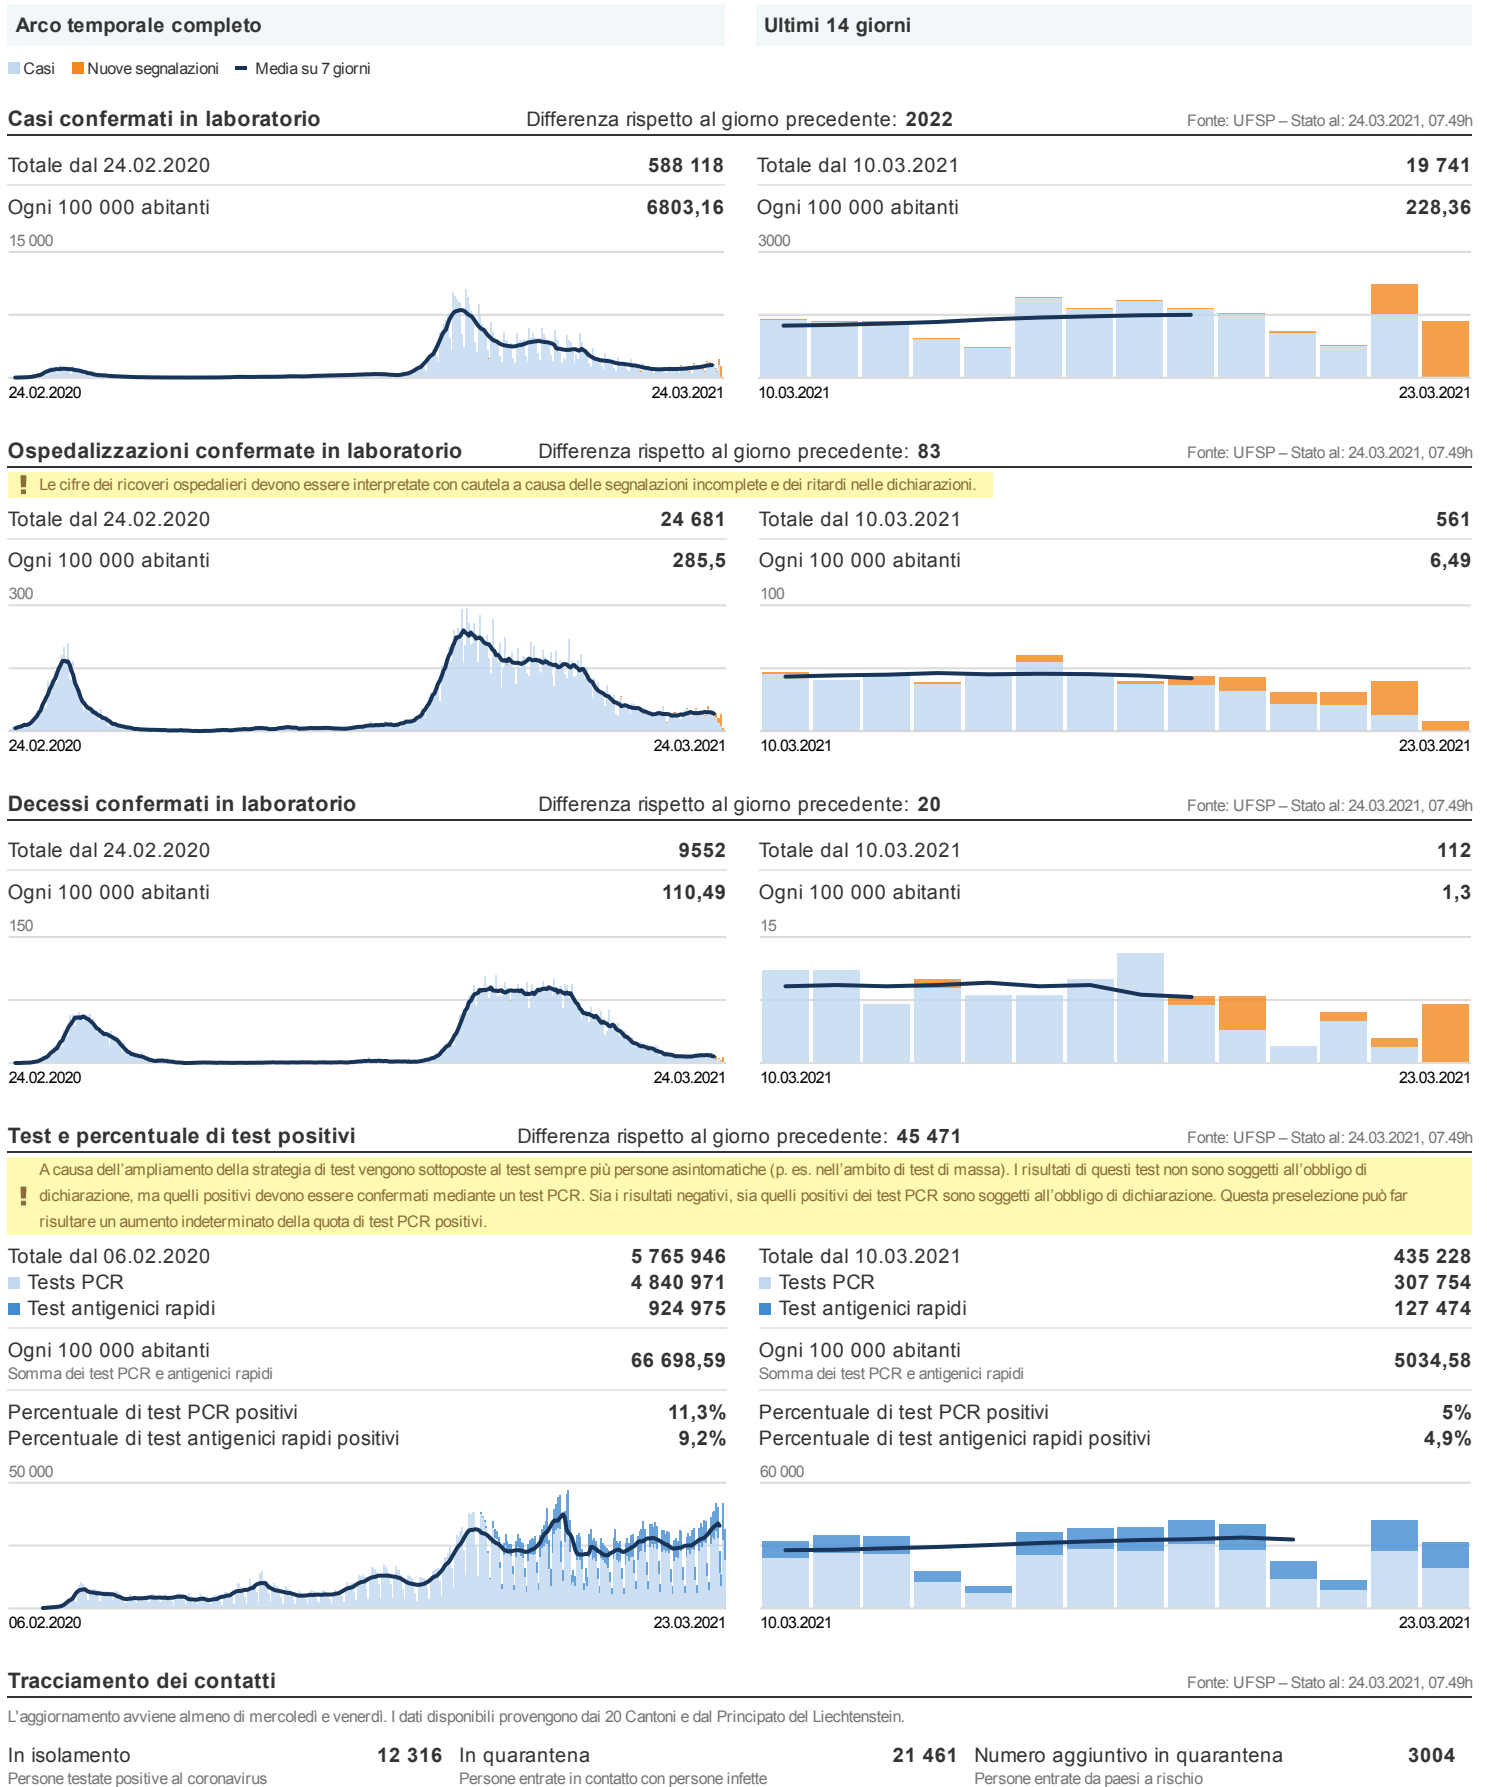 Arco temporale completo
Ultimi 14 giorni
Casi Nuove segnalazioni Media su 7 giorni
Casi confermati in laboratorio Differenza rispetto al giorno precedente: 2022 Fonte: UFSP – Stato al: 24.03.2021, 07.49h
Totale dal 24.02.2020 588 118
Ogni 100 000 abitanti 6803,16
15 000
24.02.2020 24.03.2021
Totale dal 10.03.2021 19 741
Ogni 100 000 abitanti 228,36
3000
10.03.2021 23.03.2021
Ospedalizzazioni confermate in laboratorio Differenza rispetto al giorno precedente: 83 Fonte: UFSP – Stato al: 24.03.2021, 07.49h
! Le cifre dei ricoveri ospedalieri devono essere interpretate con cautela a causa delle segnalazioni incomplete e dei ritardi nelle dichiarazioni.
Totale dal 24.02.2020 24 681
Ogni 100 000 abitanti 285,5
300
24.02.2020 24.03.2021
Totale dal 10.03.2021 561
Ogni 100 000 abitanti 6,49
100
10.03.2021 23.03.2021
Decessi confermati in laboratorio Differenza rispetto al giorno precedente: 20 Fonte: UFSP – Stato al: 24.03.2021, 07.49h
Totale dal 24.02.2020 9552
Ogni 100 000 abitanti 110,49
150
24.02.2020 24.03.2021
Totale dal 10.03.2021 112
Ogni 100 000 abitanti 1,3
15
10.03.2021 23.03.2021
Test e percentuale di test positivi Differenza rispetto al giorno precedente: 45 471 Fonte: UFSP – Stato al: 24.03.2021, 07.49h
A causa dell'ampliamento della strategia di test vengono sottoposte al test sempre più persone asintomatiche (p. es. nell'ambito di test di massa). I risultati di questi test non sono soggetti all'obbligo di
! dichiarazione, ma quelli positivi devono essere confermati mediante un test PCR. Sia i risultati negativi, sia quelli positivi dei test PCR sono soggetti all'obbligo di dichiarazione. Questa preselezione può far
risultare un aumento indeterminato della quota di test PCR positivi.
Totale dal 06.02.2020 5 765 946
Tests PCR 4 840 971
Test antigenici rapidi 924 975
Ogni 100 000 abitanti 66 698,59
Somma dei test PCR e antigenici rapidi
Percentuale di test PCR positivi 11,3%
Percentuale di test antigenici rapidi positivi 9,2%
50 000
06.02.2020 23.03.2021
Totale dal 10.03.2021 435 228
Tests PCR 307 754
Test antigenici rapidi 127 474
Ogni 100 000 abitanti 5034,58
Somma dei test PCR e antigenici rapidi
Percentuale di test PCR positivi 5%
Percentuale di test antigenici rapidi positivi 4,9%
60 000
10.03.2021 23.03.2021
Tracciamento dei contatti Fonte: UFSP – Stato al: 24.03.2021, 07.49h
L'aggiornamento avviene almeno di mercoledì e venerdì. I dati disponibili provengono dai 20 Cantoni e dal Principato del Liechtenstein.
In isolamento 12 316
Persone testate positive al coronavirus
In quarantena 21 461
Persone entrate in contatto con persone infette
Numero aggiuntivo in quarantena 3004
Persone entrate da paesi a rischio